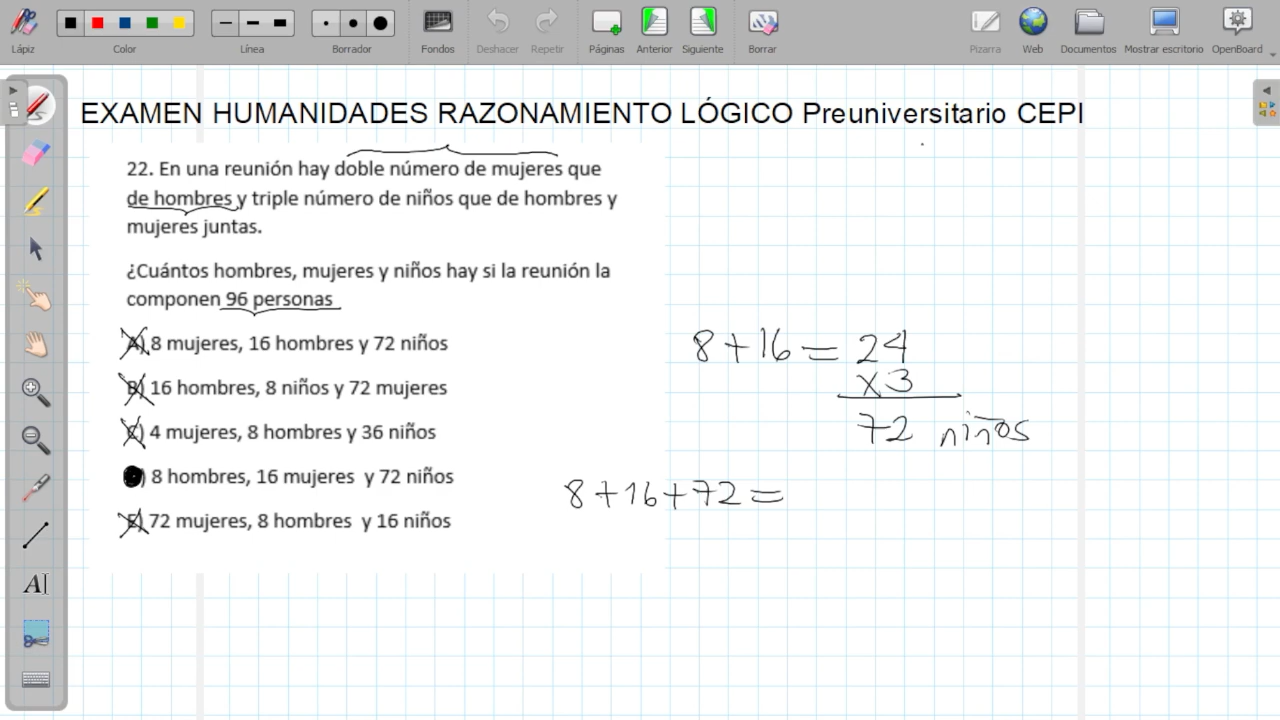 Lápiz Color Línea Borrador Fondos Deshacer Repetir Páginas Anterior Siguiente Borrar Pizarra Web Documentos Mostrar escritorio OpenBoard
EXAMEN HUMANIDADES RAZONAMIENTO LÓGICO Preuniversitario CEPI
22. En una reunión hay doble número de mujeres que
de hombres y triple número de niños que de hombres y
mujeres juntas.
¿Cuántos hombres, mujeres y niños hay si la reunión la
componen 96 personas
A) 8 mujeres, 16 hombres y 72 niños
B) 16 hombres, 8 niños y 72 mujeres
C) 4 mujeres, 8 hombres y 36 niños
) 8 hombres, 16 mujeres y 72 niños
E) 72 mujeres, 8 hombres y 16 niños
8+16=24
x3
72 niños
8+16+72=
AI